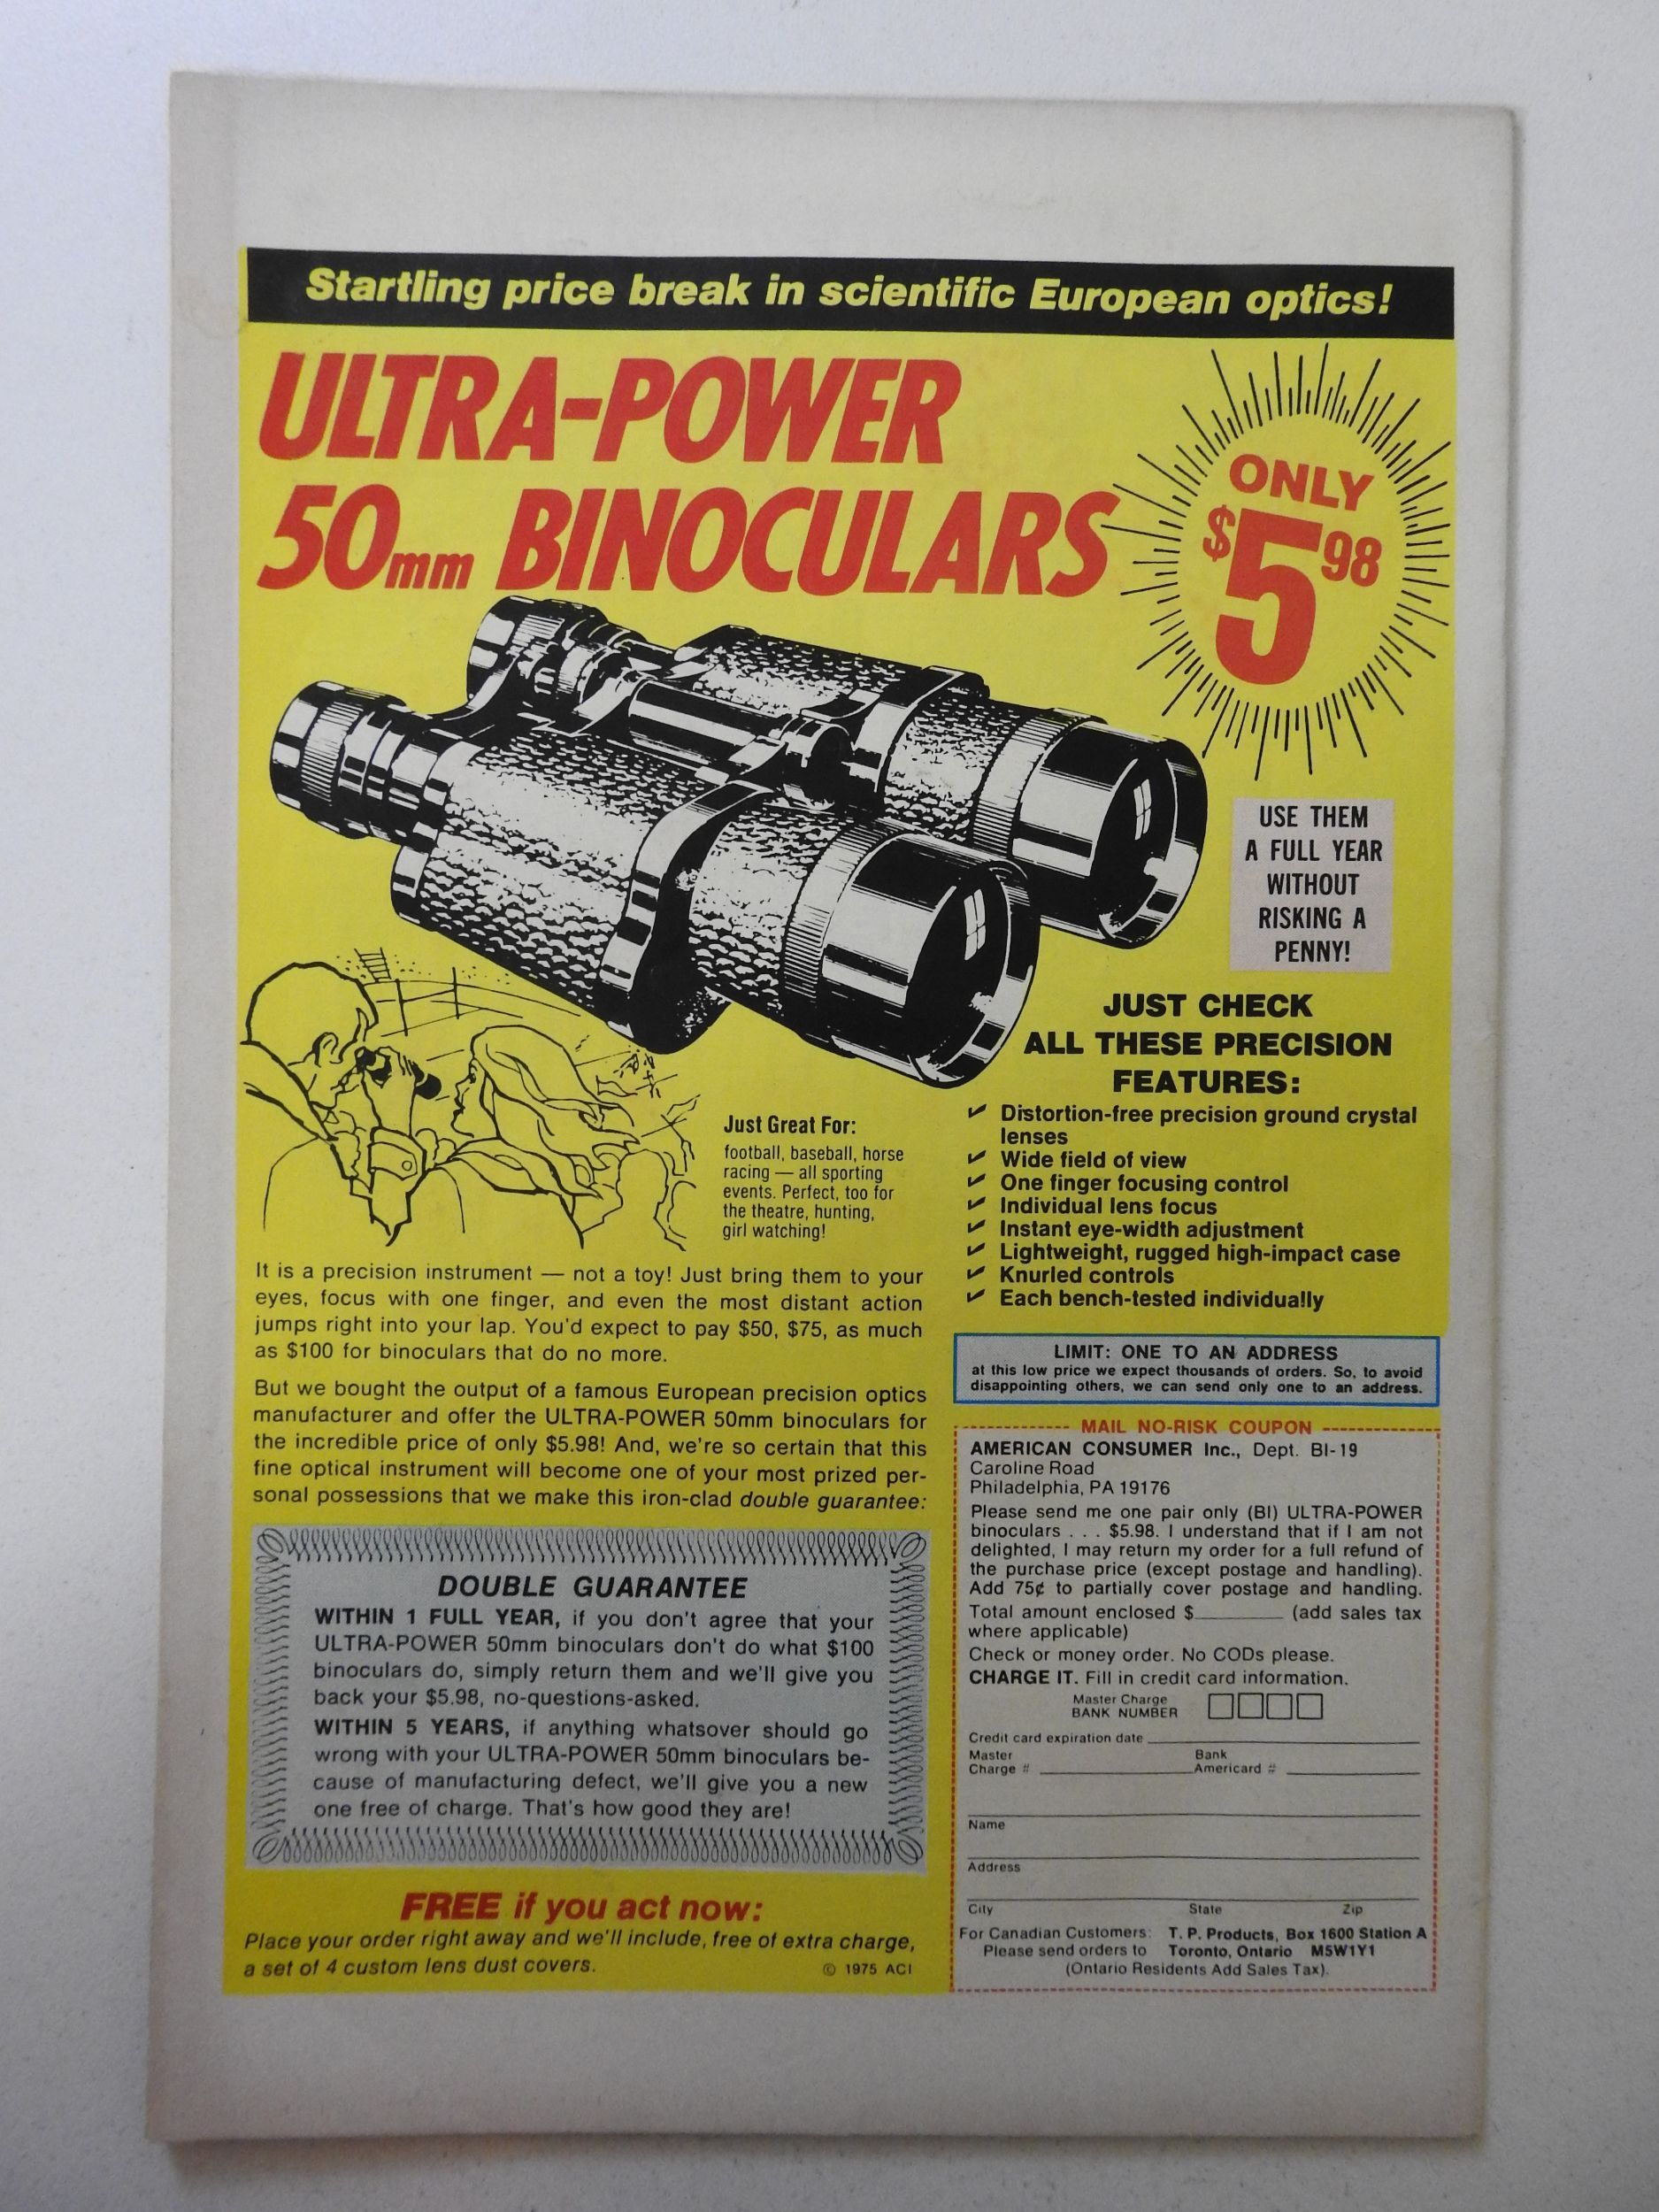 Startling price break in scientific European optics!
ULTRA-POWER
50mm BINOCULARS
ONLY
$5 98
USE THEM
A FULL YEAR
WITHOUT
RISKING A
PENNY!
JUST CHECK
ALL THESE PRECISION
FEATURES:
✓ Distortion-free precision ground crystal
lenses
✓ Wide field of view
✓ One finger focusing control
✓ Individual lens focus
✓ Instant eye-width adjustment
✓ Lightweight, rugged high-impact case
✓ Knurled controls
✓ Each bench-tested individually
Just Great For:
football, baseball, horse
racing — all sporting
events. Perfect, too for
the theatre, hunting,
girl watching!
It is a precision instrument — not a toy! Just bring them to your
eyes, focus with one finger, and even the most distant action
jumps right into your lap. You'd expect to pay $50, $75, as much
as $100 for binoculars that do no more.
But we bought the output of a famous European precision optics
manufacturer and offer the ULTRA-POWER 50mm binoculars for
the incredible price of only $5.98! And, we're so certain that this
fine optical instrument will become one of your most prized per-
sonal possessions that we make this iron-clad double guarantee:
DOUBLE GUARANTEE
WITHIN 1 FULL YEAR, if you don't agree that your
ULTRA-POWER 50mm binoculars don't do what $100
binoculars do, simply return them and we'll give you
back your $5.98, no-questions-asked.
WITHIN 5 YEARS, if anything whatsover should go
wrong with your ULTRA-POWER 50mm binoculars be-
cause of manufacturing defect, we'll give you a new
one free of charge. That's how good they are!
FREE if you act now:
Place your order right away and we'll include, free of extra charge,
a set of 4 custom lens dust covers.
© 1975 ACI
LIMIT: ONE TO AN ADDRESS
at this low price we expect thousands of orders. So, to avoid
disappointing others, we can send only one to an address.
MAIL NO-RISK COUPON
AMERICAN CONSUMER Inc., Dept. BI-19
Caroline Road
Philadelphia, PA 19176
Please send me one pair only (BI) ULTRA-POWER
binoculars . . . $5.98. I understand that if I am not
delighted, I may return my order for a full refund of
the purchase price (except postage and handling).
Add 75¢ to partially cover postage and handling.
Total amount enclosed $________ (add sales tax
where applicable)
Check or money order. No CODs please.
CHARGE IT. Fill in credit card information.
Master Charge
BANK NUMBER
Credit card expiration date
Master Bank
Charge # Americard #
Name
Address
City State Zip
For Canadian Customers: T. P. Products, Box 1600 Station A
Please send orders to Toronto, Ontario M5W1Y1
(Ontario Residents Add Sales Tax).